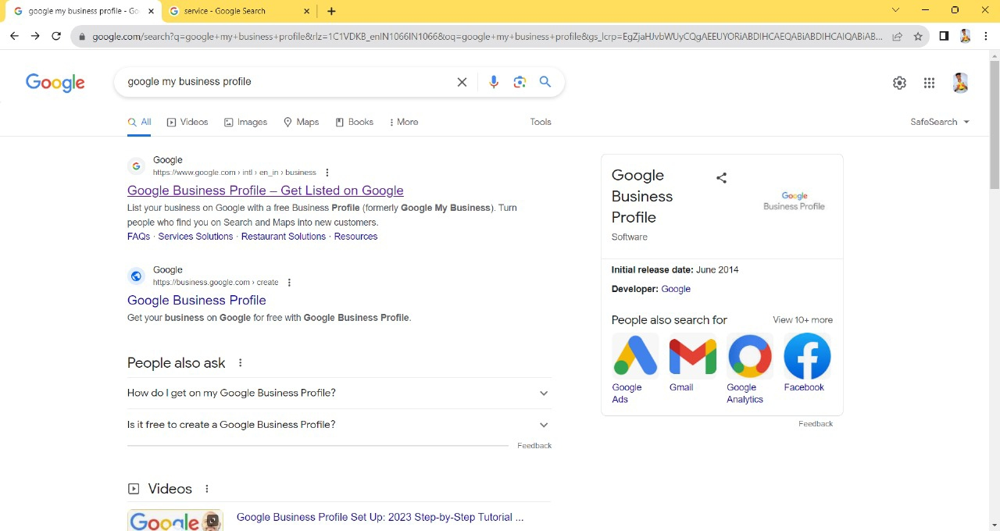 google my business profile - Go
service - Google Search
google.com/search?q=google+my+business+profile&rlz=1C1VDKB_enIN1066IN1066&oq=google+my+business+profile&gs_lcrp=EgZjaHJvbWUyCQgAEEUYORiABDIHCAEQABiABDIHCAIQABiAB...
Google
google my business profile
All
Videos
Images
Maps
Books
More
Tools
SafeSearch
Google
https://www.google.com › intl › en_in › business
Google Business Profile – Get Listed on Google
List your business on Google with a free Business Profile (formerly Google My Business). Turn
people who find you on Search and Maps into new customers.
FAQs · Services Solutions · Restaurant Solutions · Resources
Google
https://business.google.com › create
Google Business Profile
Get your business on Google for free with Google Business Profile.
People also ask
How do I get on my Google Business Profile?
Is it free to create a Google Business Profile?
Feedback
Videos
Google
Google Business Profile Set Up: 2023 Step-by-Step Tutorial ...
Google
Business
Profile
Software
Google
Business Profile
Initial release date: June 2014
Developer: Google
People also search for
View 10+ more
Google
Ads
Gmail
Google
Analytics
Facebook
Feedback